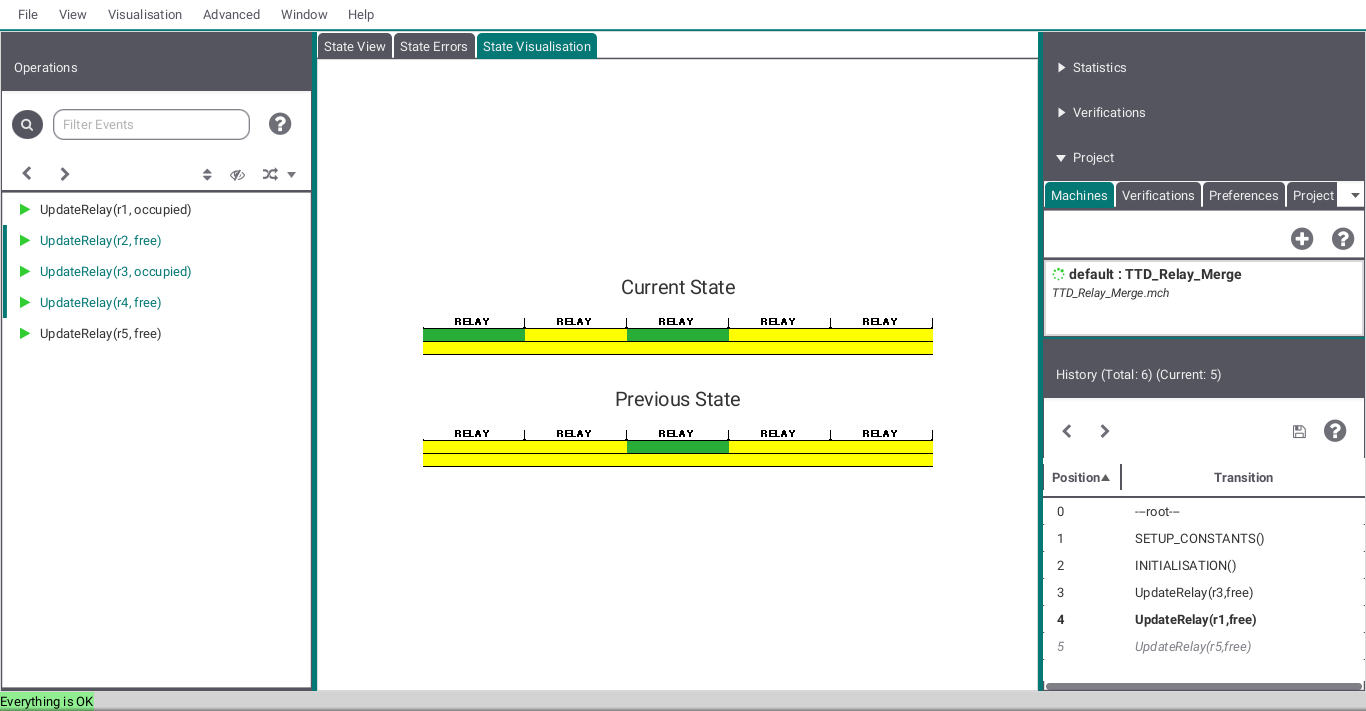 File View Visualisation Advanced Window Help
Operations
Filter Events
UpdateRelay(r1, occupied)
UpdateRelay(r2, free)
UpdateRelay(r3, occupied)
UpdateRelay(r4, free)
UpdateRelay(r5, free)
State View State Errors State Visualisation
Current State
RELAY RELAY RELAY RELAY RELAY
Previous State
RELAY RELAY RELAY RELAY RELAY
Statistics
Verifications
Project
Machines Verifications Preferences Project
default : TTD_Relay_Merge
TTD_Relay_Merge.mch
History (Total: 6) (Current: 5)
Position Transition
0 ---root---
1 SETUP_CONSTANTS()
2 INITIALISATION()
3 UpdateRelay(r3,free)
4 UpdateRelay(r1,free)
5 UpdateRelay(r5,free)
Everything is OK